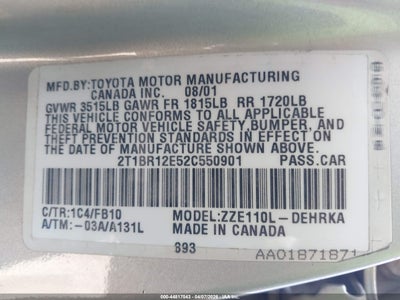 MFD.BY:TOYOTA MOTOR MANUFACTURING
CANADA INC. 08/01
GVWR 3515LB GAWR FR 1815LB RR 1720LB
THIS VEHICLE CONFORMS TO ALL APPLICABLE
FEDERAL MOTOR VEHICLE SAFETY, BUMPER, AND
THEFT PREVENTION STANDARDS IN EFFECT ON
THE DATE OF MANUFACTURE SHOWN ABOVE.
2T1BR12E52C550901 PASS.CAR
C/TR:1C4/FB10 MODEL:ZZE110L-DEHRKA
A/TM:-03A/A131L MADE IN CANADA
893
AA01871871
IAA 44817043 - 04/07/2026 - IAAI.COM